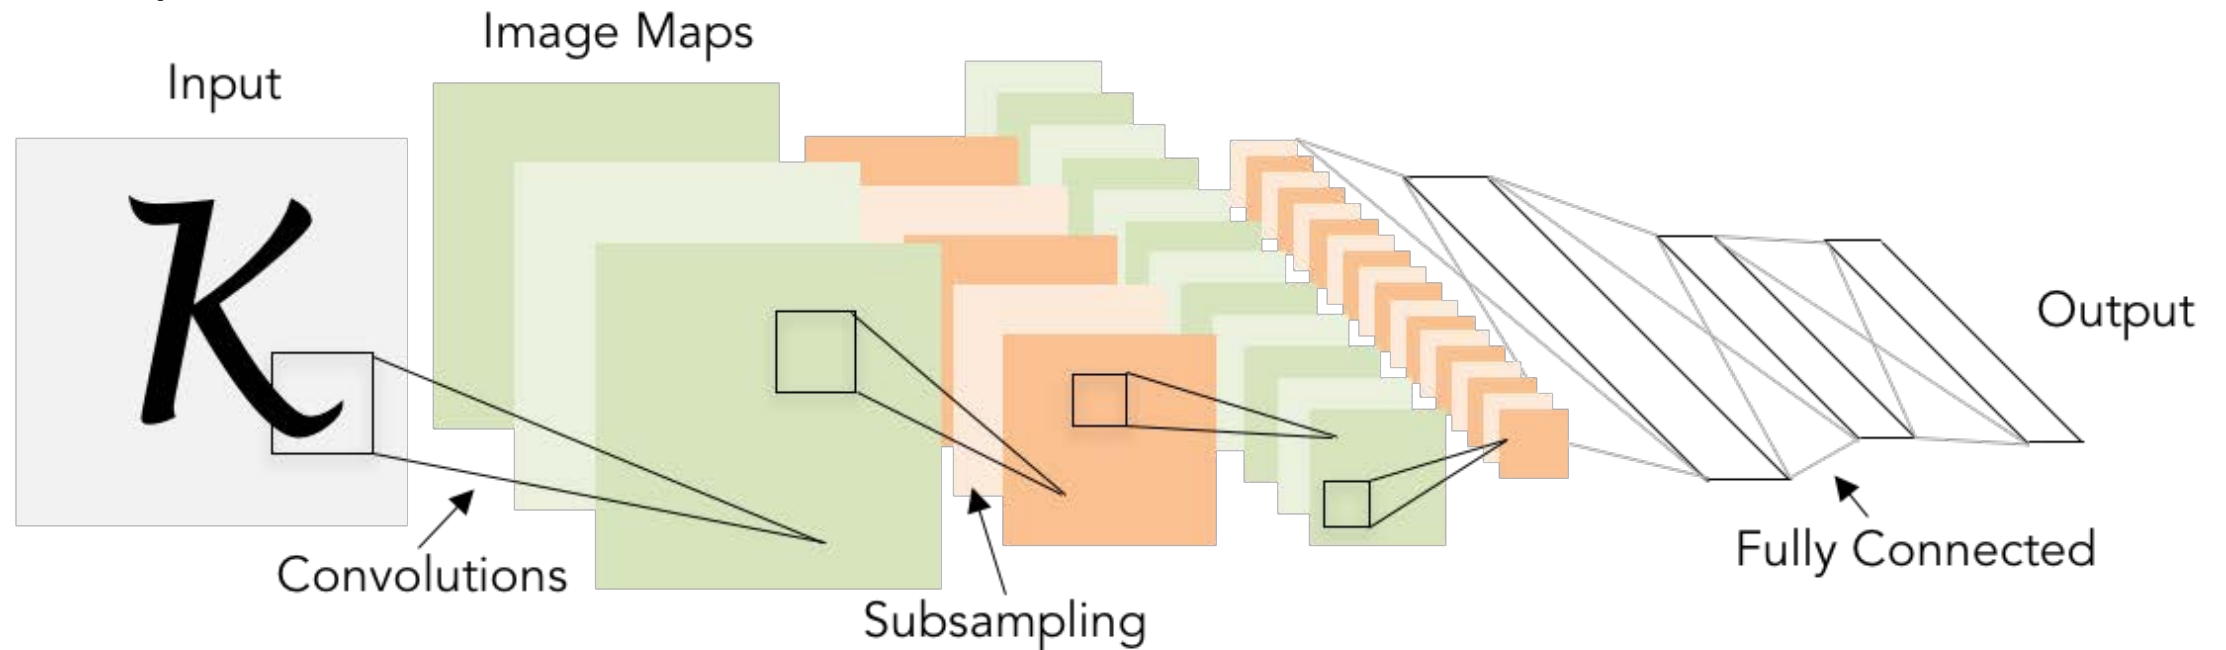 Image Maps
Input
K
Output
Convolutions
Fully Connected
Subsampling